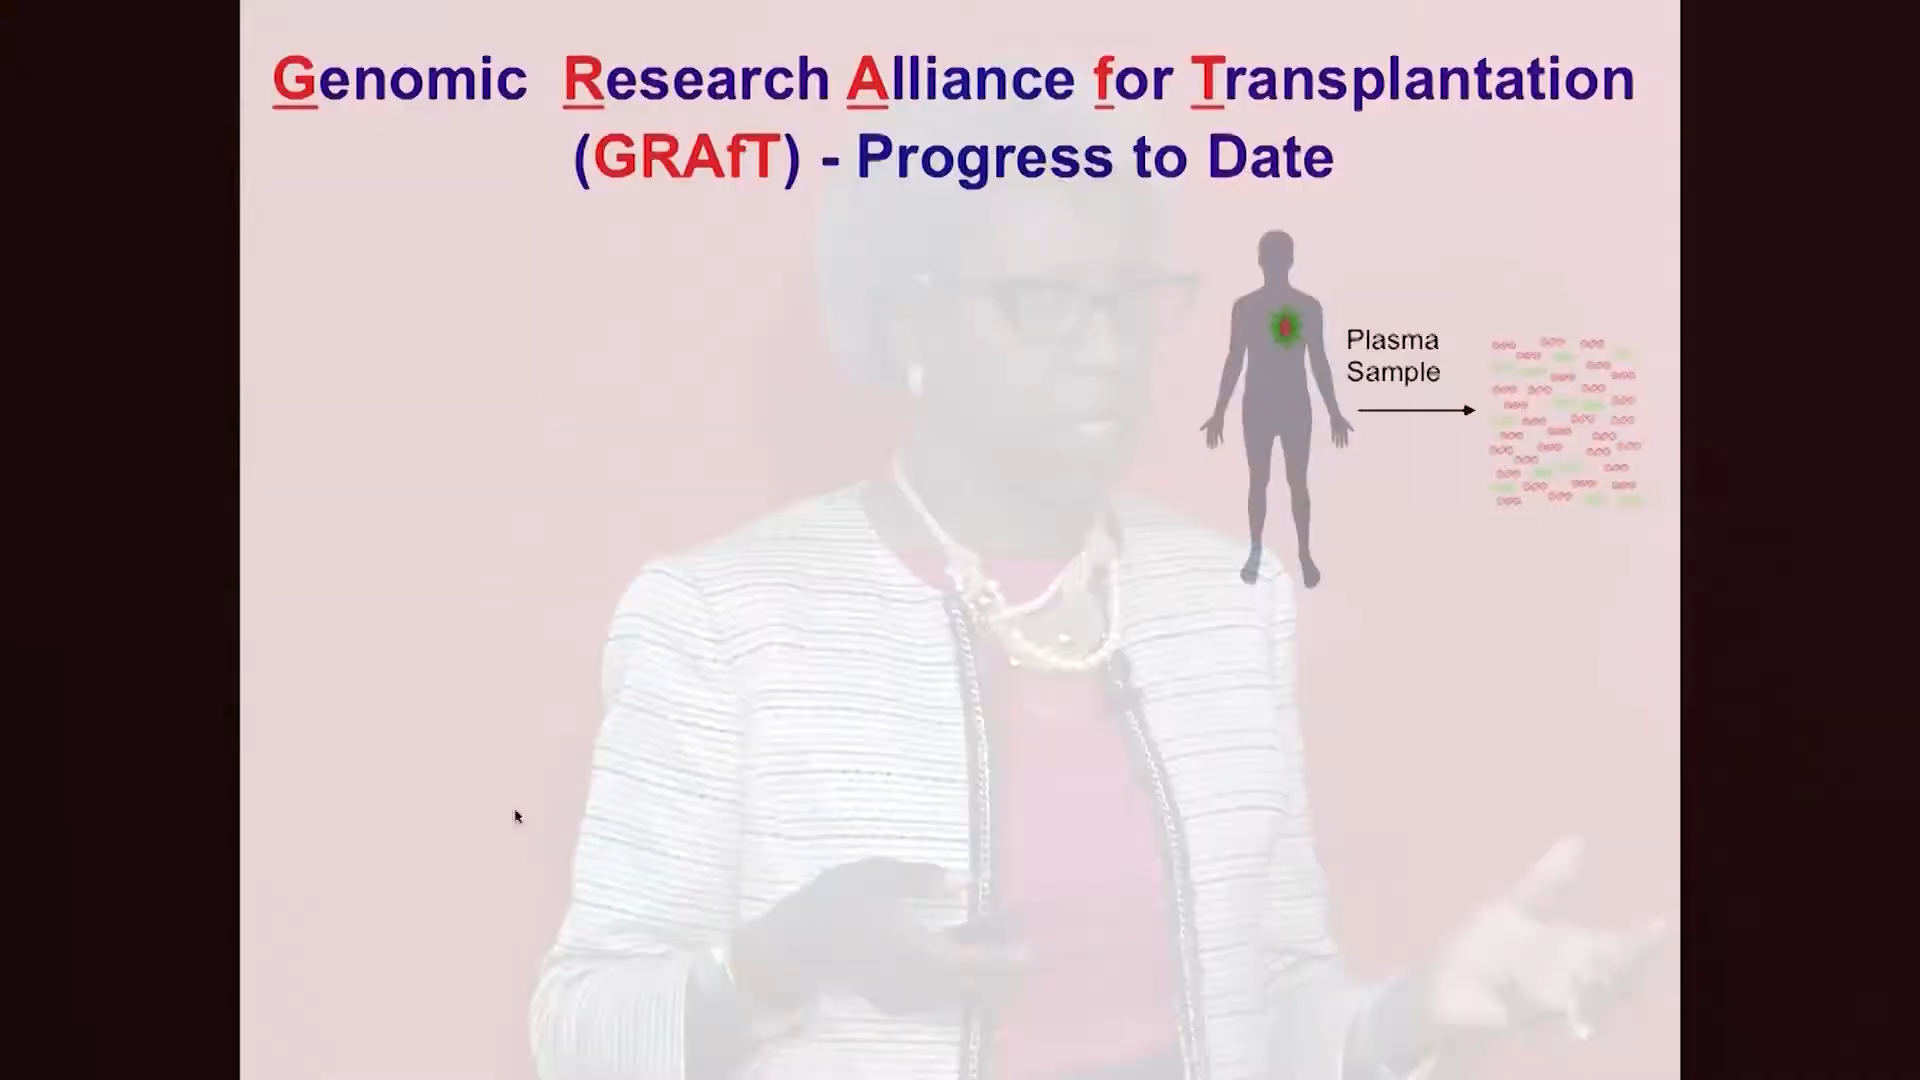 Genomic Research Alliance for Transplantation
(GRAfT) - Progress to Date
Plasma
Sample